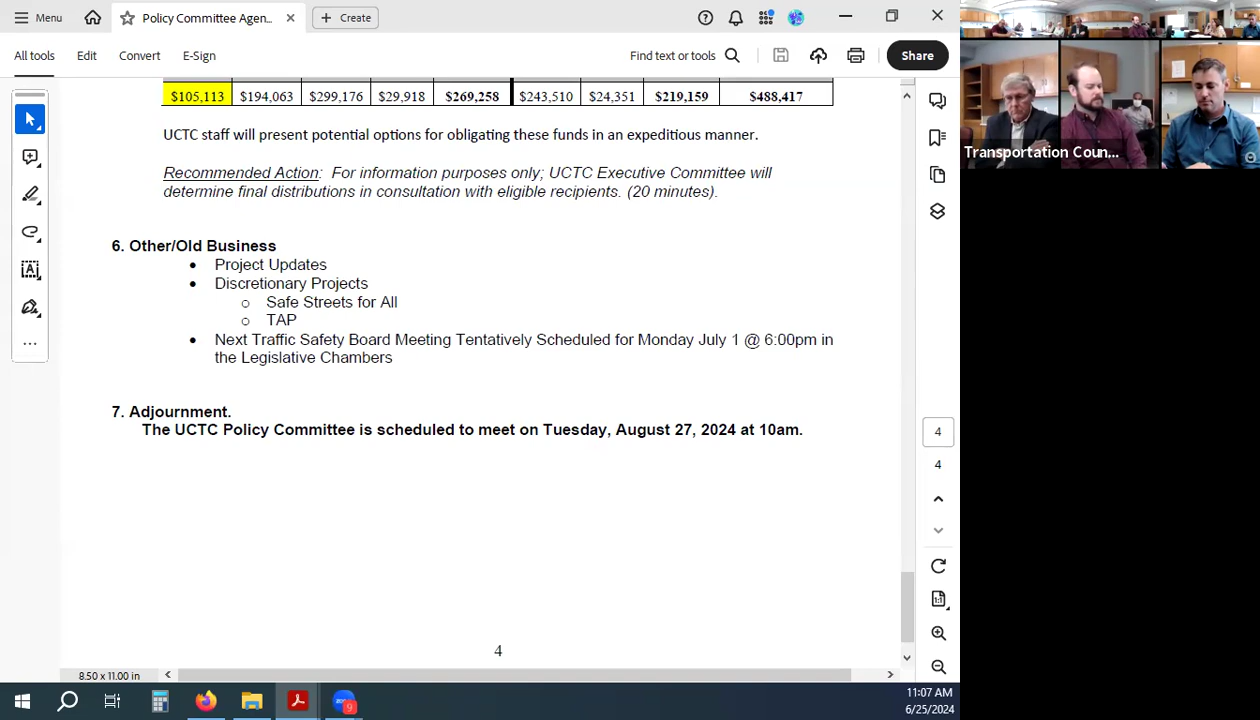 Menu
Policy Committee Agen...
Create
All tools
Edit
Convert
E-Sign
Find text or tools
Share
$105,113 $194,063 $299,176 $29,918 $269,258 $243,510 $24,351 $219,159 $488,417
UCTC staff will present potential options for obligating these funds in an expeditious manner.
Recommended Action: For information purposes only; UCTC Executive Committee will
determine final distributions in consultation with eligible recipients. (20 minutes).
6. Other/Old Business
• Project Updates
• Discretionary Projects
o Safe Streets for All
o TAP
• Next Traffic Safety Board Meeting Tentatively Scheduled for Monday July 1 @ 6:00pm in
the Legislative Chambers
7. Adjournment.
The UCTC Policy Committee is scheduled to meet on Tuesday, August 27, 2024 at 10am.
4
8.50 x 11.00 in
4
4
1:1
Transportation Coun...
9
11:07 AM
6/25/2024